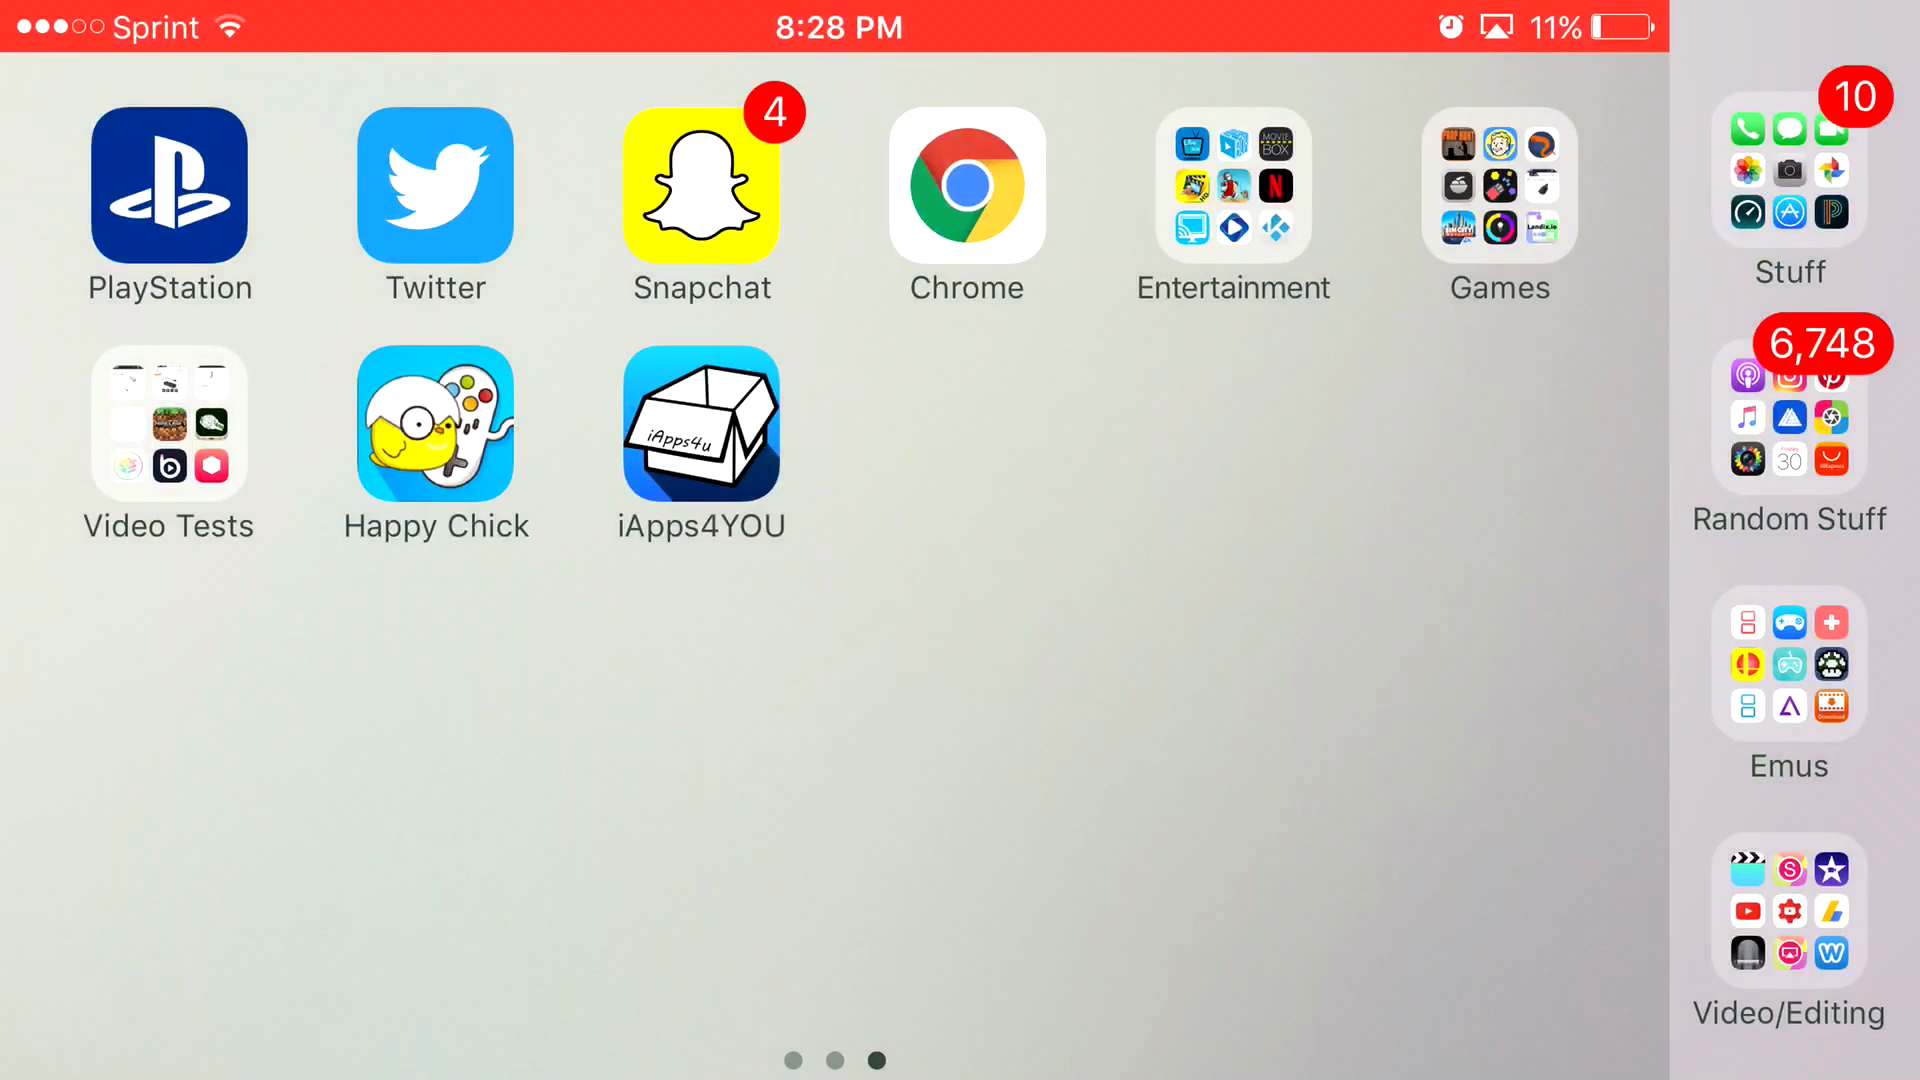 Sprint 8:28 PM 11%
4
10
PlayStation Twitter Snapchat Chrome Entertainment Games
Stuff
6,748
iApps4u
30
Video Tests Happy Chick iApps4YOU
Random Stuff
Emus
Video/Editing